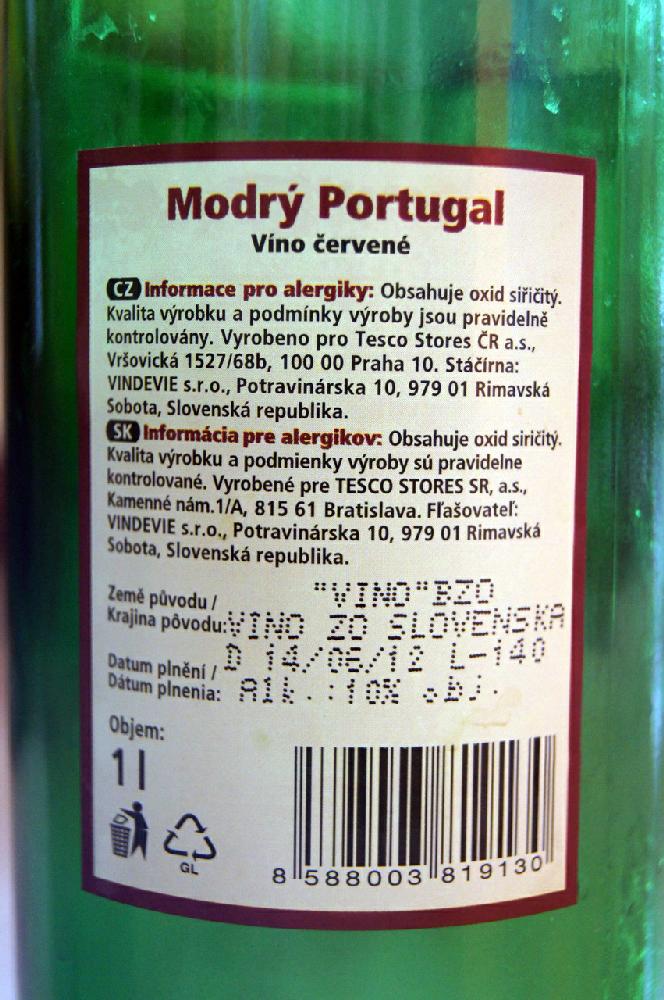 Modrý Portugal
Víno červené
CZ Informace pro alergiky: Obsahuje oxid siřičitý.
Kvalita výrobku a podmínky výroby jsou pravidelně
kontrolovány. Vyrobeno pro Tesco Stores ČR a.s.,
Vršovická 1527/68b, 100 00 Praha 10. Stáčírna:
VINDEVIE s.r.o., Potravinárska 10, 979 01 Rimavská
Sobota, Slovenská republika.
SK Informácia pre alergikov: Obsahuje oxid siričitý.
Kvalita výrobku a podmienky výroby sú pravidelne
kontrolované. Vyrobené pre TESCO STORES SR, a.s.,
Kamenné nám.1/A, 815 61 Bratislava. Fľašovateľ:
VINDEVIE s.r.o., Potravinárska 10, 979 01 Rimavská
Sobota, Slovenská republika.
Země původu / "VINO"BZO
Krajina pôvodu: VINO ZO SLOVENSKA
Datum plnění / D 14/06/12 L-140
Dátum plnenia: Alk.:10% obj.
Objem:
1 l
GL
8 588003 819130